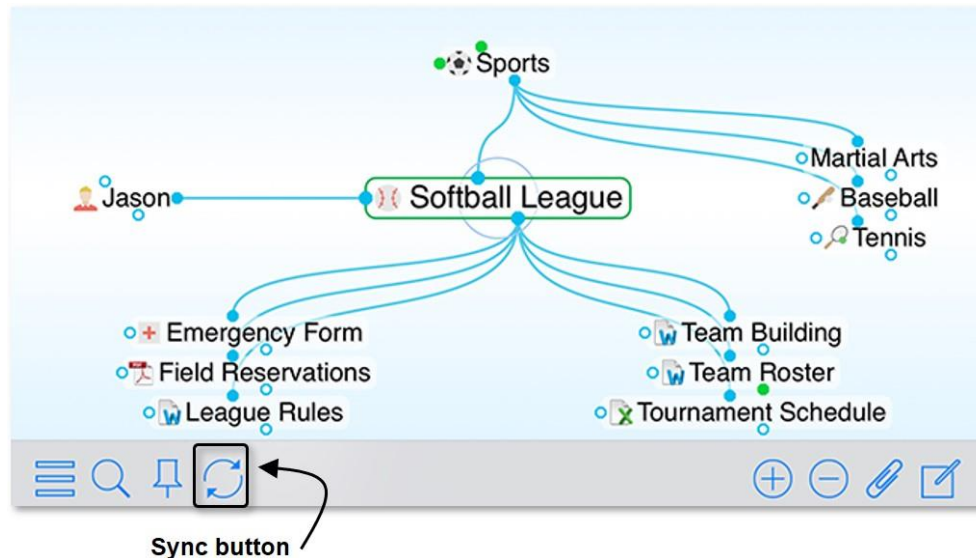 Sports
Martial Arts
Jason
Softball League
Baseball
Tennis
Emergency Form
Team Building
Field Reservations
Team Roster
League Rules
Tournament Schedule
Sync button